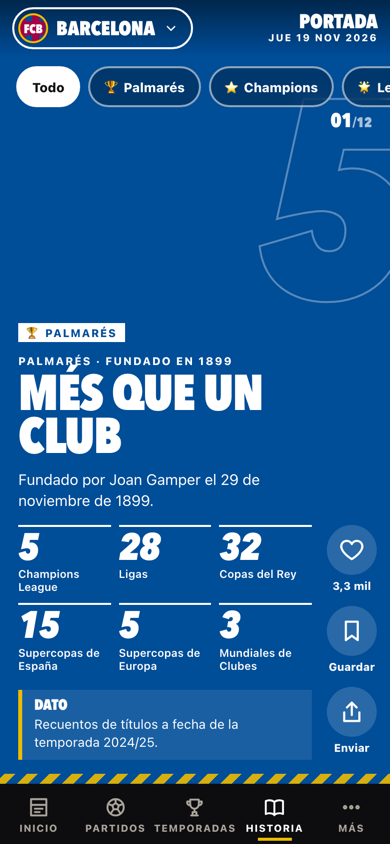 FCB BARCELONA
PORTADA
JUE 19 NOV 2026
Todo
Palmarés
Champions
Le
01/12
5
PALMARÉS
PALMARÉS · FUNDADO EN 1899
MÉS QUE UN
CLUB
Fundado por Joan Gamper el 29 de
noviembre de 1899.
5 28 32
Champions
League
Ligas
Copas del Rey
3,3 mil
15 5 3
Supercopas de
España
Supercopas de
Europa
Mundiales de
Clubes
Guardar
DATO
Recuentos de títulos a fecha de la
temporada 2024/25.
Enviar
INICIO PARTIDOS TEMPORADAS HISTORIA MÁS